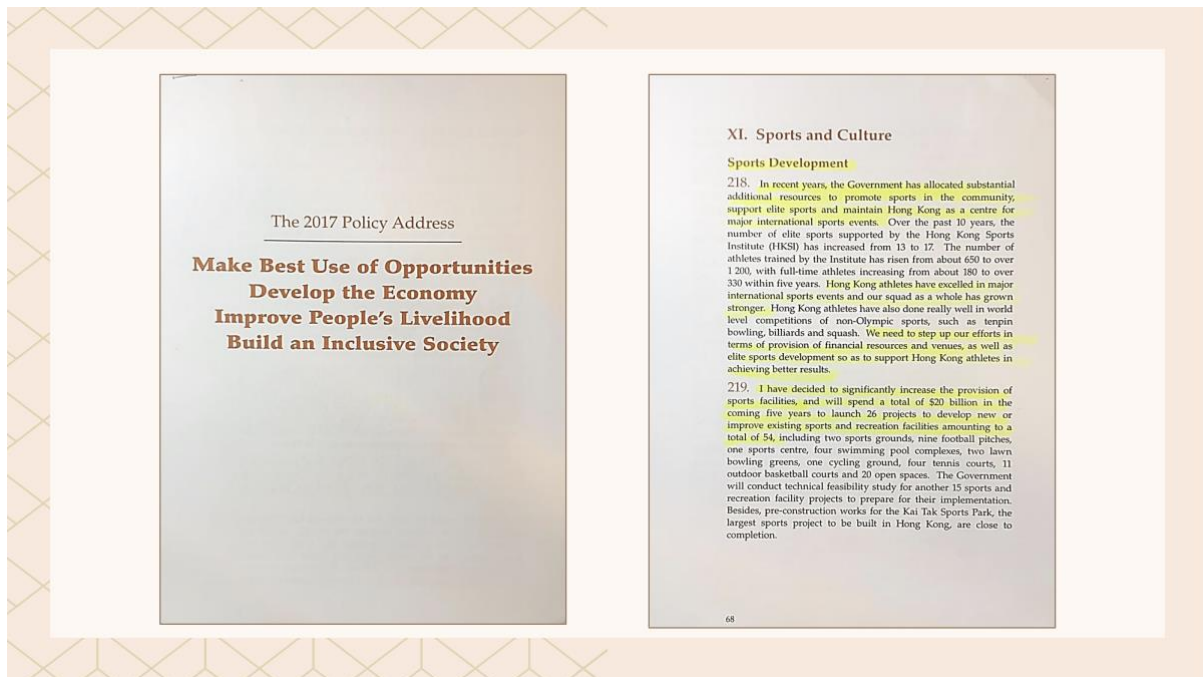 The 2017 Policy Address
Make Best Use of Opportunities
Develop the Economy
Improve People's Livelihood
Build an Inclusive Society
XI. Sports and Culture
Sports Development
218. In recent years, the Government has allocated substantial
additional resources to promote sports in the community,
support elite sports and maintain Hong Kong as a centre for
major international sports events. Over the past 10 years, the
number of elite sports supported by the Hong Kong Sports
Institute (HKSI) has increased from 13 to 17. The number of
athletes trained by the Institute has risen from about 650 to over
1 200, with full-time athletes increasing from about 180 to over
330 within five years. Hong Kong athletes have excelled in major
international sports events and our squad as a whole has grown
stronger. Hong Kong athletes have also done really well in world
level competitions of non-Olympic sports, such as tenpin
bowling, billiards and squash. We need to step up our efforts in
terms of provision of financial resources and venues, as well as
elite sports development so as to support Hong Kong athletes in
achieving better results.
219. I have decided to significantly increase the provision of
sports facilities, and will spend a total of $20 billion in the
coming five years to launch 26 projects to develop new or
improve existing sports and recreation facilities amounting to a
total of 54, including two sports grounds, nine football pitches,
one sports centre, four swimming pool complexes, two lawn
bowling greens, one cycling ground, four tennis courts, 11
outdoor basketball courts and 20 open spaces. The Government
will conduct technical feasibility study for another 15 sports and
recreation facility projects to prepare for their implementation.
Besides, pre-construction works for the Kai Tak Sports Park, the
largest sports project to be built in Hong Kong, are close to
completion.
68